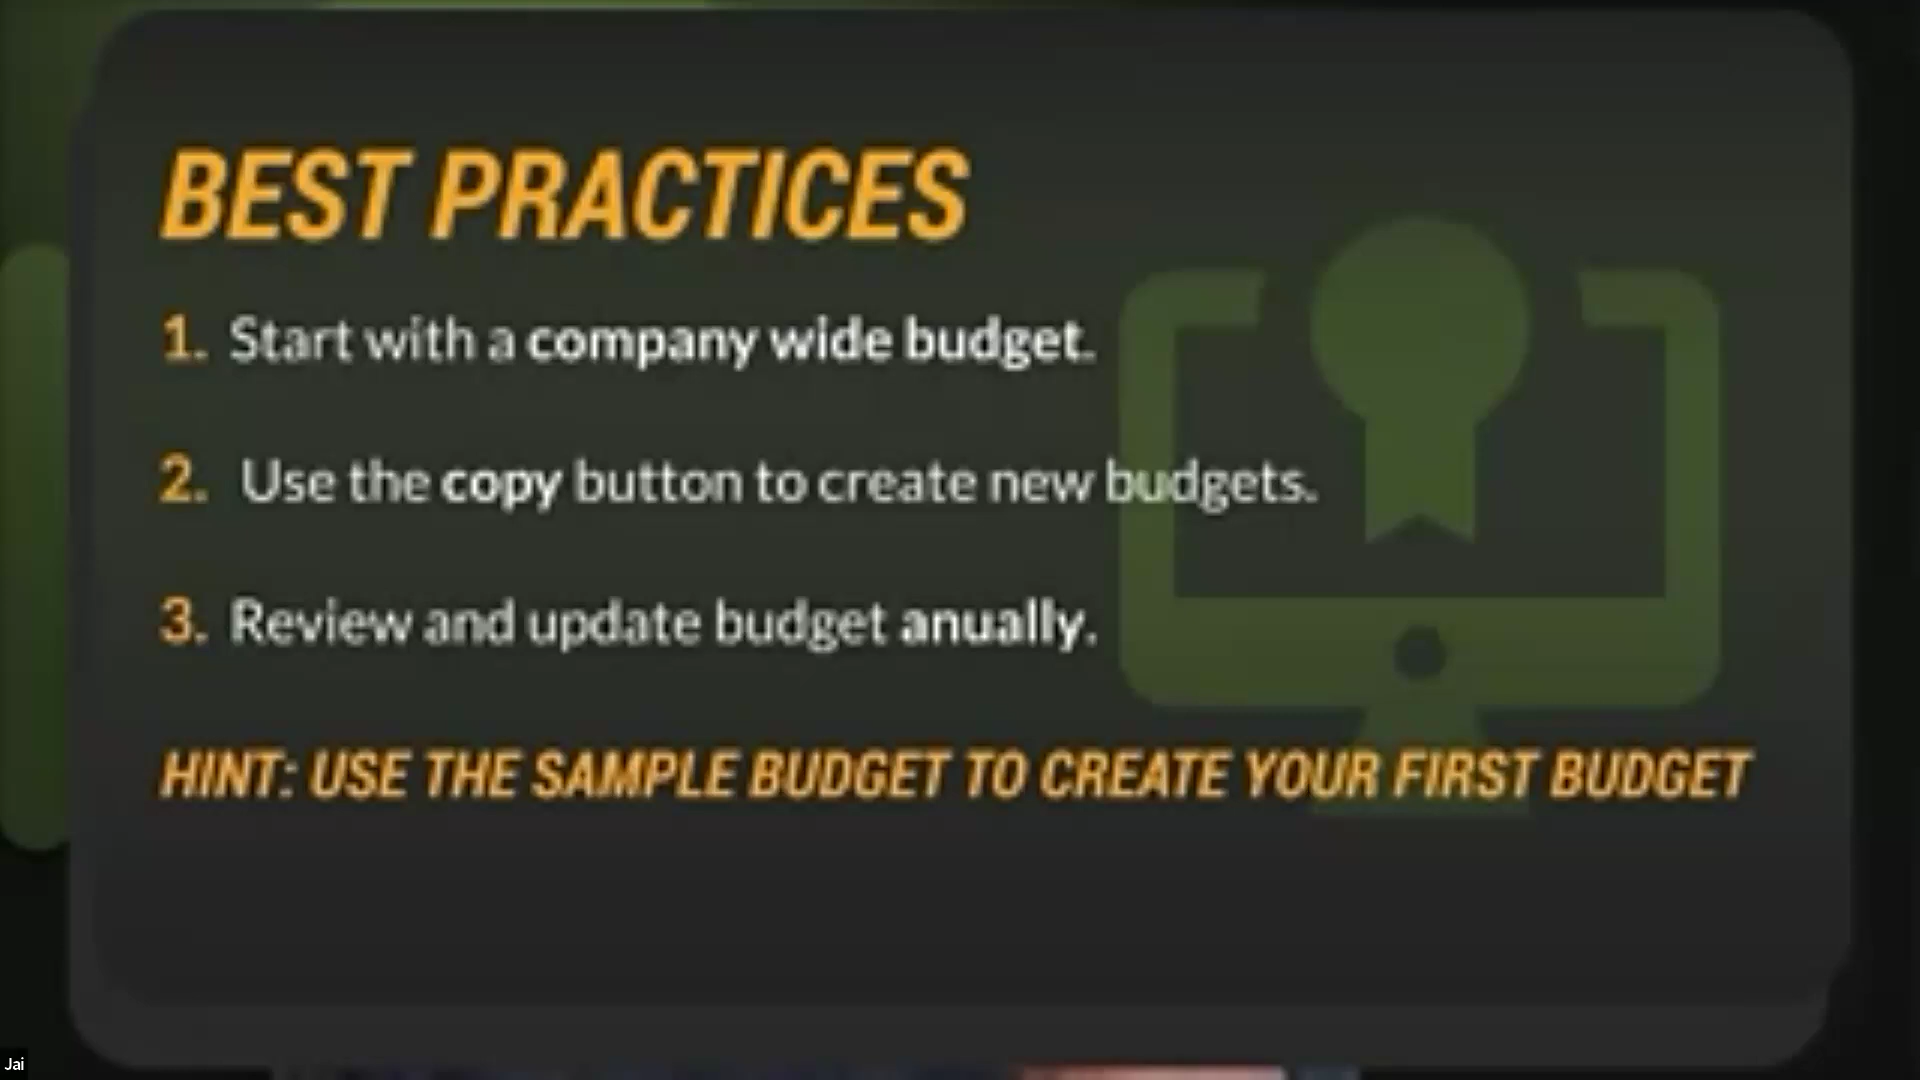 BEST PRACTICES
1. Start with a company wide budget.
2. Use the copy button to create new budgets.
3. Review and update budget anually.
HINT: USE THE SAMPLE BUDGET TO CREATE YOUR FIRST BUDGET
Jai